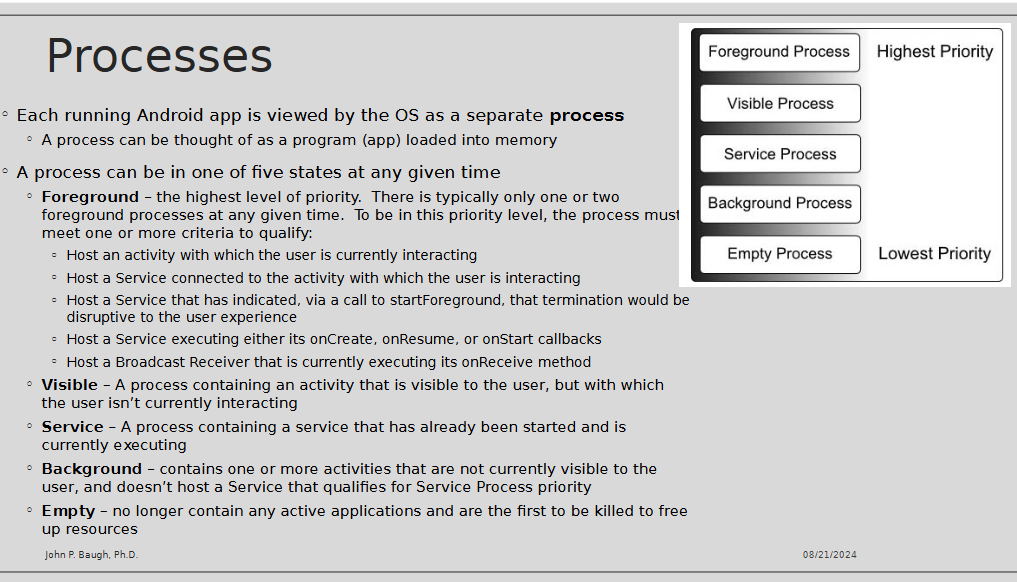 Processes
◦ Each running Android app is viewed by the OS as a separate process
◦ A process can be thought of as a program (app) loaded into memory
◦ A process can be in one of five states at any given time
◦ Foreground – the highest level of priority.  There is typically only one or two
foreground processes at any given time.  To be in this priority level, the process must
meet one or more criteria to qualify:
◦ Host an activity with which the user is currently interacting
◦ Host a Service connected to the activity with which the user is interacting
◦ Host a Service that has indicated, via a call to startForeground, that termination would be
disruptive to the user experience
◦ Host a Service executing either its onCreate, onResume, or onStart callbacks
◦ Host a Broadcast Receiver that is currently executing its onReceive method
◦ Visible – A process containing an activity that is visible to the user, but with which
the user isn’t currently interacting
◦ Service – A process containing a service that has already been started and is
currently executing
◦ Background – contains one or more activities that are not currently visible to the
user, and doesn’t host a Service that qualifies for Service Process priority
◦ Empty – no longer contain any active applications and are the first to be killed to free
up resources
Foreground Process Highest Priority
Visible Process
Service Process
Background Process
Empty Process Lowest Priority
John P. Baugh, Ph.D. 08/21/2024